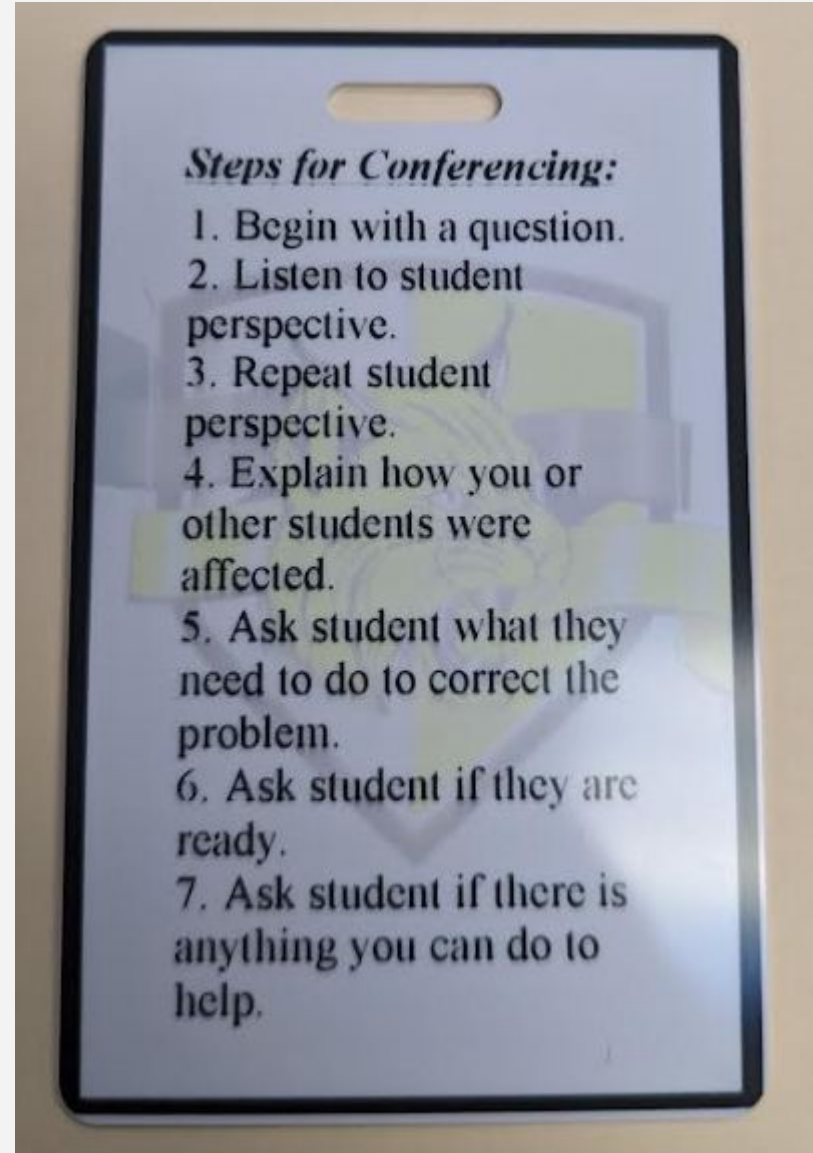 Steps for Conferencing:
1. Begin with a question.
2. Listen to student
perspective.
3. Repeat student
perspective.
4. Explain how you or
other students were
affected.
5. Ask student what they
need to do to correct the
problem.
6. Ask student if they are
ready.
7. Ask student if there is
anything you can do to
help.